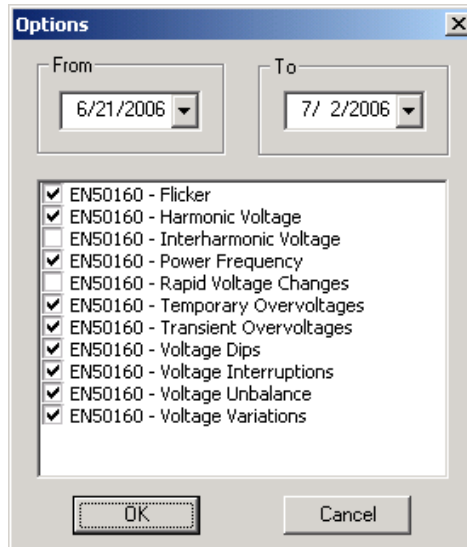 Options
From
To
6/21/2006
7/ 2/2006
EN50160 - Flicker
EN50160 - Harmonic Voltage
EN50160 - Interharmonic Voltage
EN50160 - Power Frequency
EN50160 - Rapid Voltage Changes
EN50160 - Temporary Overvoltages
EN50160 - Transient Overvoltages
EN50160 - Voltage Dips
EN50160 - Voltage Interruptions
EN50160 - Voltage Unbalance
EN50160 - Voltage Variations
OK
Cancel